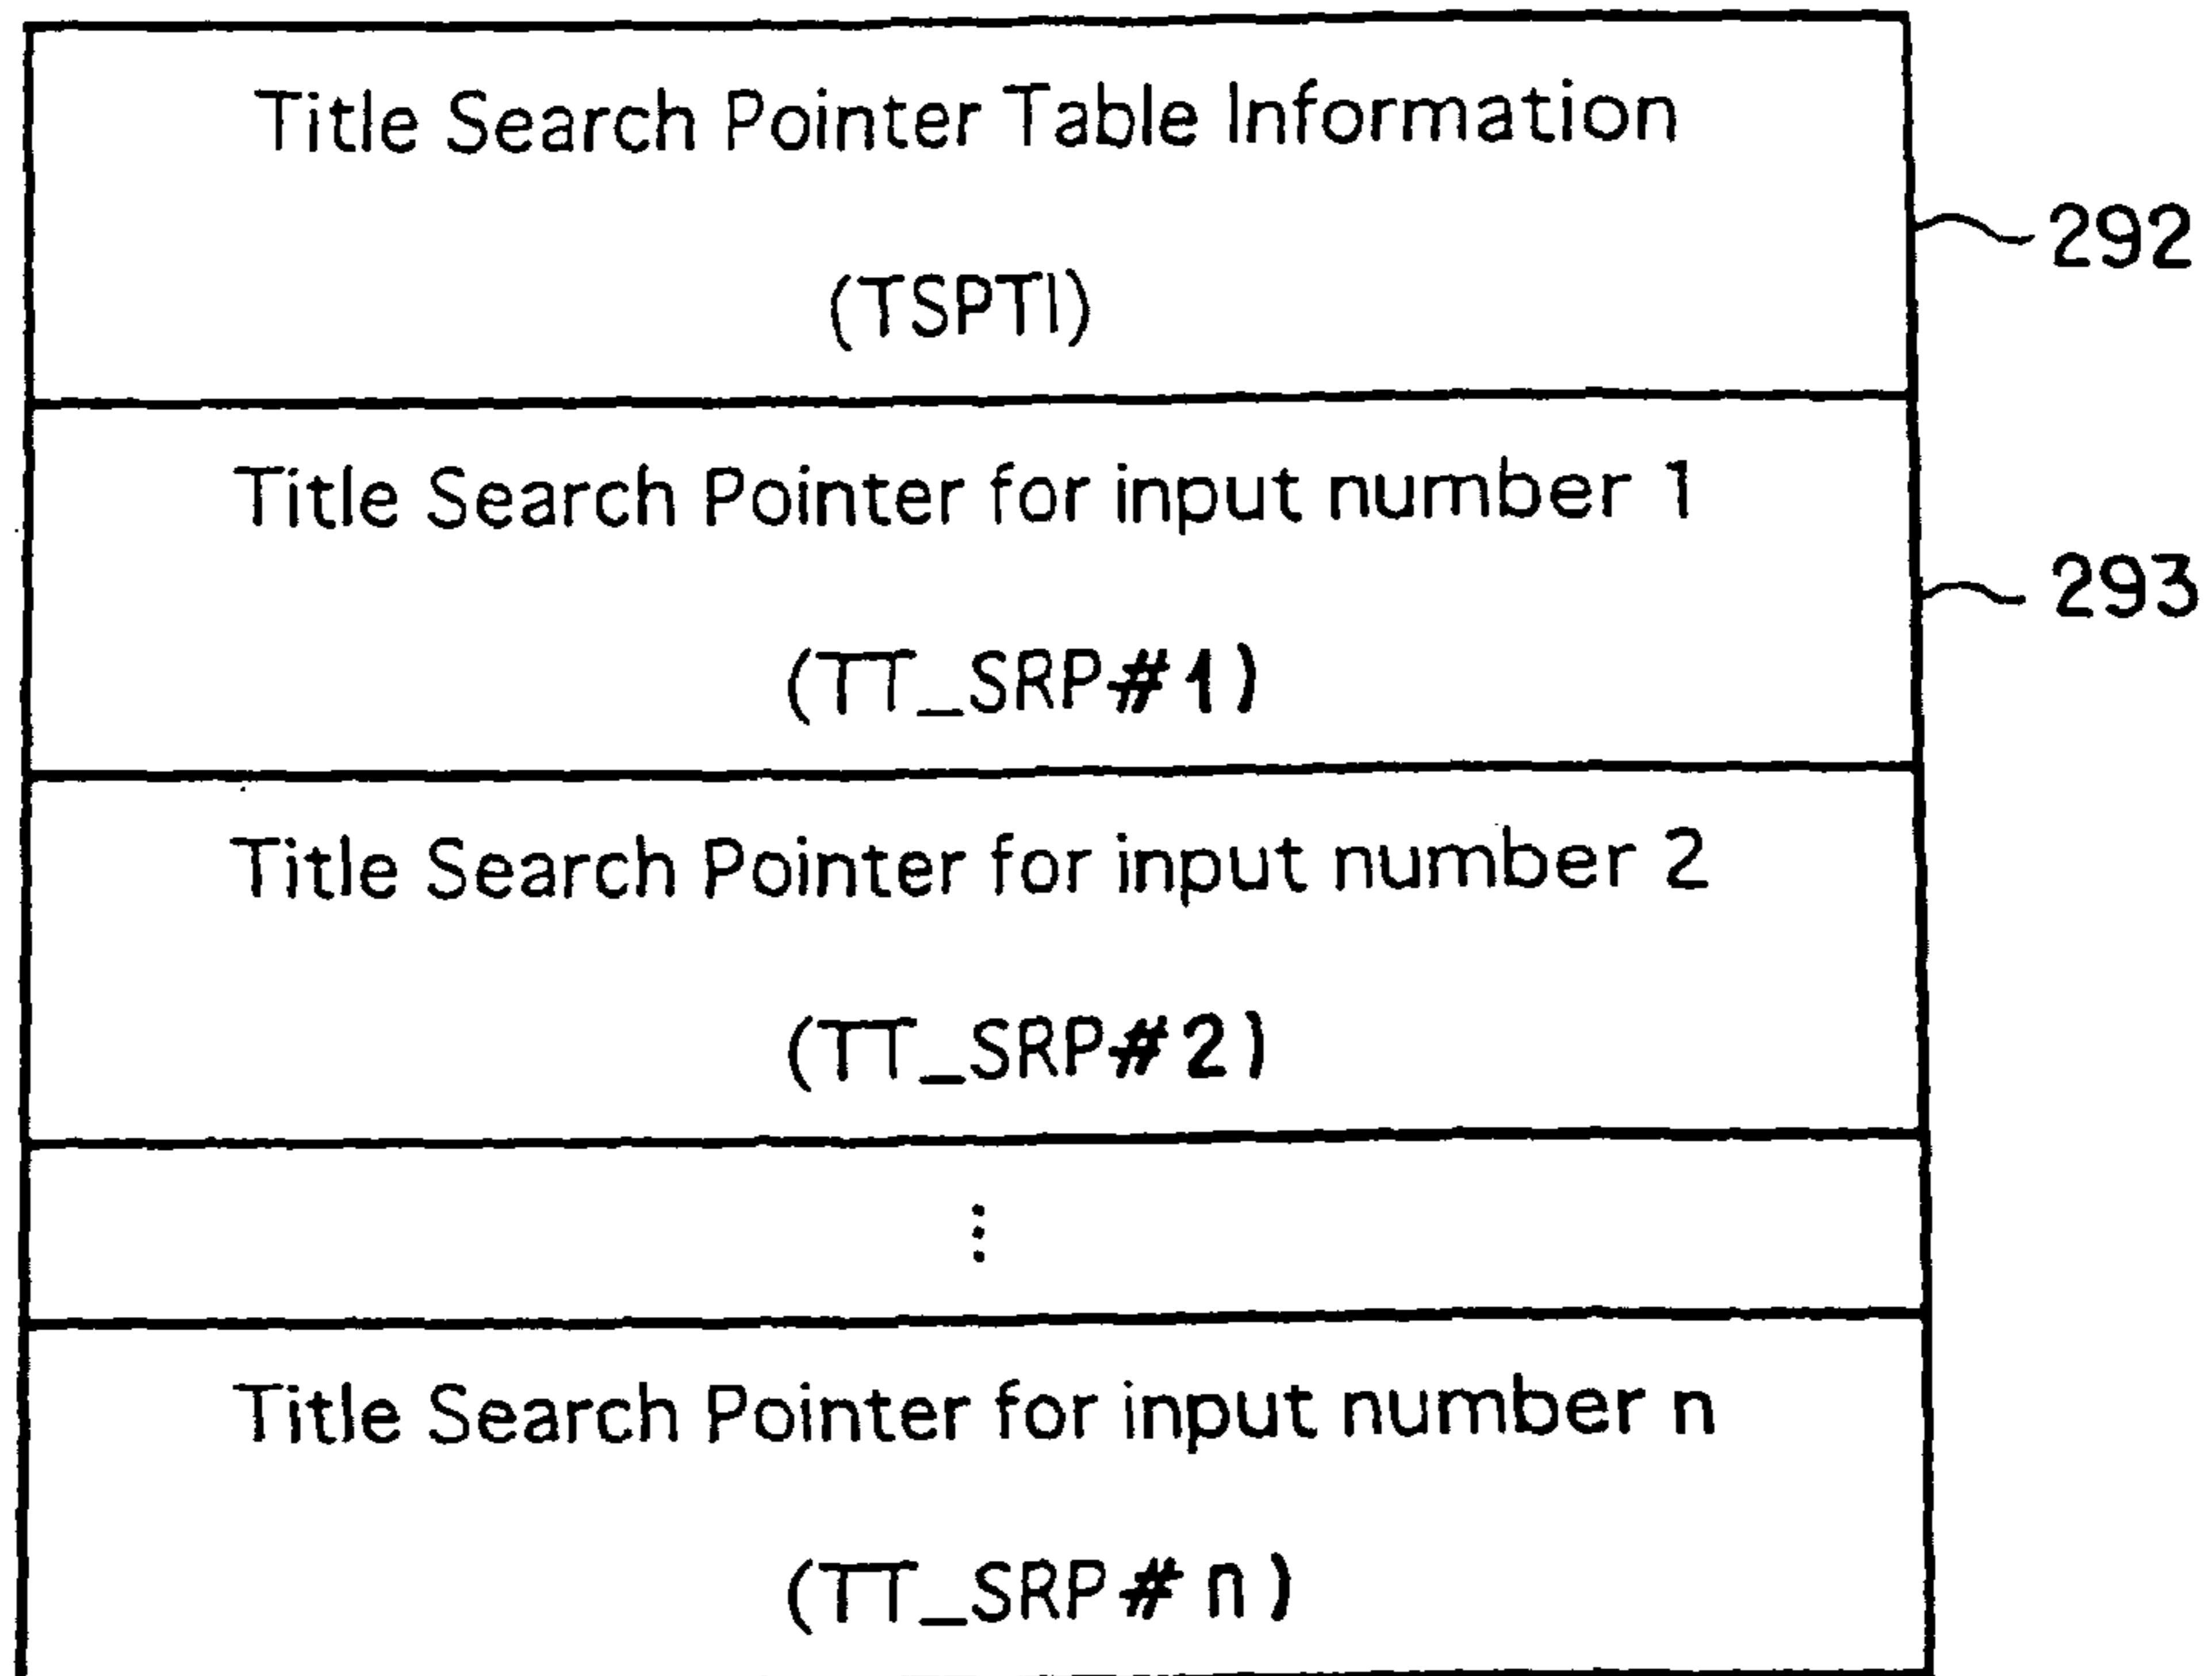 Title Search Pointer Table Information
(TSPTI)
292
Title Search Pointer for input number 1
293
(TT_SRP#1)
Title Search Pointer for input number 2
(TT_SRP#2)
⋮
Title Search Pointer for input number n
(TT_SRP#n)